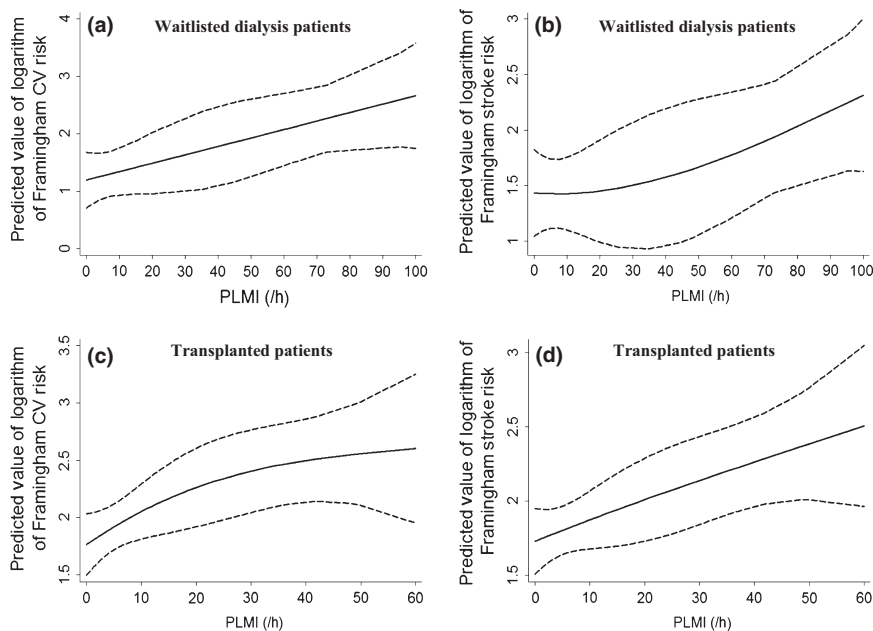 (a) Waitlisted dialysis patients
Predicted value of logarithm
of Framingham CV risk
4
3
2
1
0
0 10 20 30 40 50 60 70 80 90 100
PLMI (/h)
(b) Waitlisted dialysis patients
Predicted value of logarithm of
Framingham stroke risk
3
2.5
2
1.5
1
0 10 20 30 40 50 60 70 80 90 100
PLMI (/h)
(c) Transplanted patients
Predicted value of logarithm
of Framingham CV risk
3.5
3
2.5
2
1.5
0 10 20 30 40 50 60
PLMI (/h)
(d) Transplanted patients
Predicted value of logarithm of
Framingham stroke risk
3
2.5
2
1.5
0 10 20 30 40 50 60
PLMI (/h)